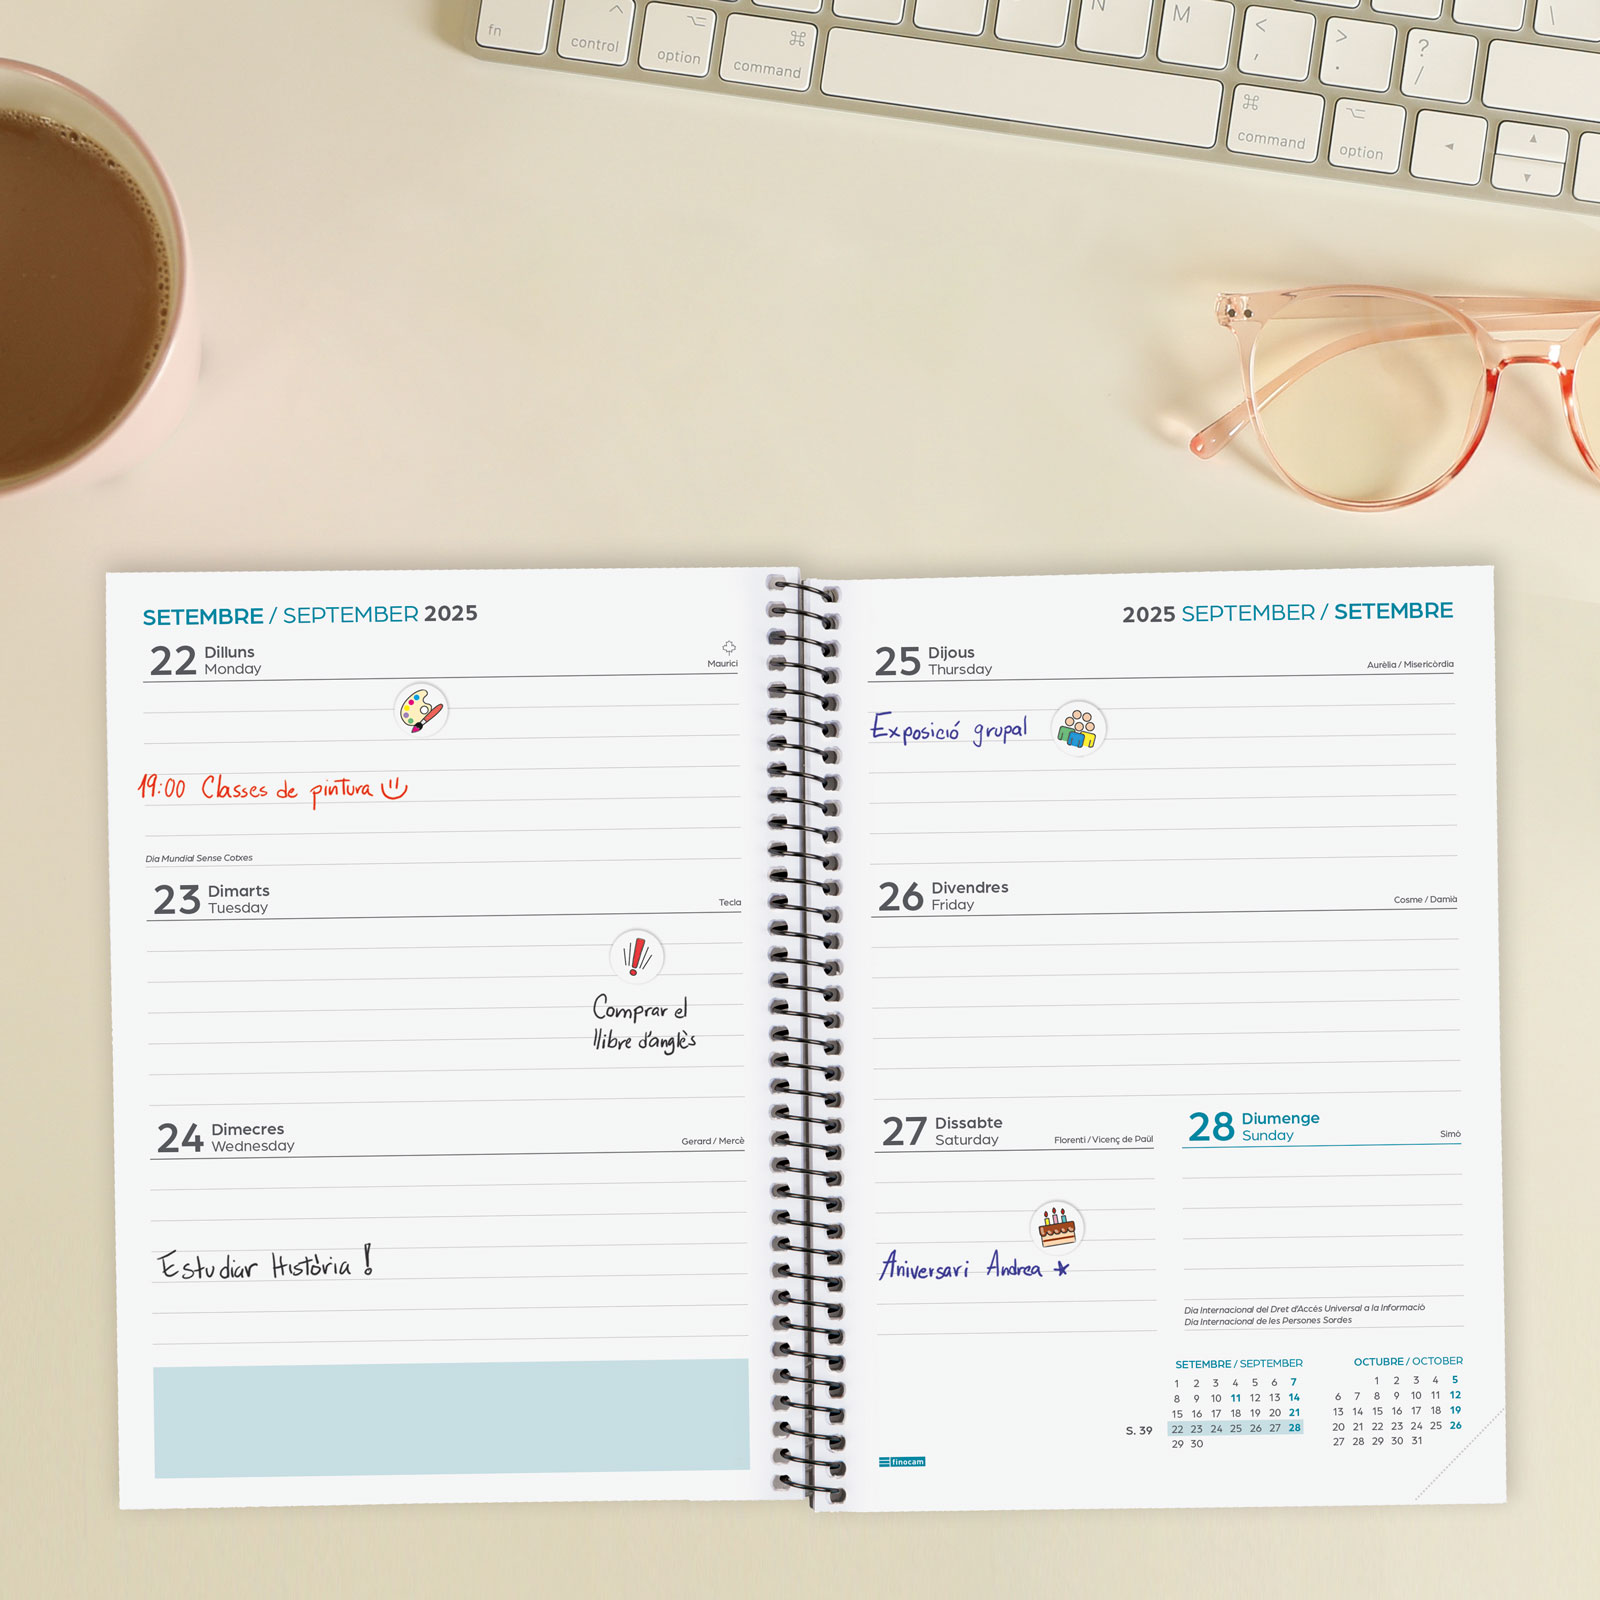 fn
control
option
command
N
M
<
,
>
.
?
/
\
command
option
SETEMBRE / SEPTEMBER 2025
22 Dilluns
Monday
Maurici
19:00 Classes de pintura
Dia Mundial Sense Cotxes
23 Dimarts
Tuesday
Tecla
Comprar el
llibre d'anglès
24 Dimecres
Wednesday
Gerard / Mercè
Estudiar Història !
2025 SEPTEMBER / SETEMBRE
25 Dijous
Thursday
Aurèlia / Misericòrdia
Exposició grupal
26 Divendres
Friday
Cosme / Damià
27 Dissabte
Saturday
Florenti / Vicenç de Paül
Aniversari Andrea
28 Diumenge
Sunday
Simó
Dia Internacional del Dret d'Accés Universal a la Informació
Dia Internacional de les Persones Sordes
SETEMBRE / SEPTEMBER
1 2 3 4 5 6 7
8 9 10 11 12 13 14
15 16 17 18 19 20 21
S. 39 22 23 24 25 26 27 28
29 30
OCTUBRE / OCTOBER
1 2 3 4 5
6 7 8 9 10 11 12
13 14 15 16 17 18 19
20 21 22 23 24 25 26
27 28 29 30 31
finocam